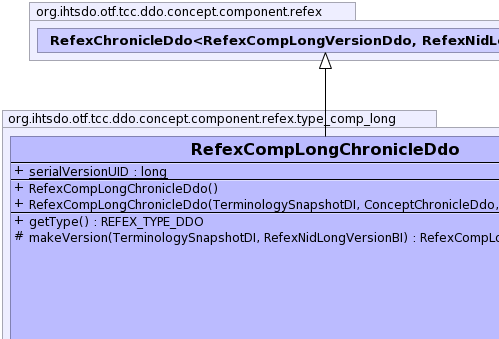 org.ihtsdo.otf.tcc.ddo.concept.component.refex
RefexChronicleDdo<RefexCompLongVersionDdo, RefexNidLo
org.ihtsdo.otf.tcc.ddo.concept.component.refex.type_comp_long
RefexCompLongChronicleDdo
+ serialVersionUID : long
+ RefexCompLongChronicleDdo()
+ RefexCompLongChronicleDdo(TerminologySnapshotDI, ConceptChronicleDdo,
+ getType() : REFEX_TYPE_DDO
# makeVersion(TerminologySnapshotDI, RefexNidLongVersionBI) : RefexCompLo